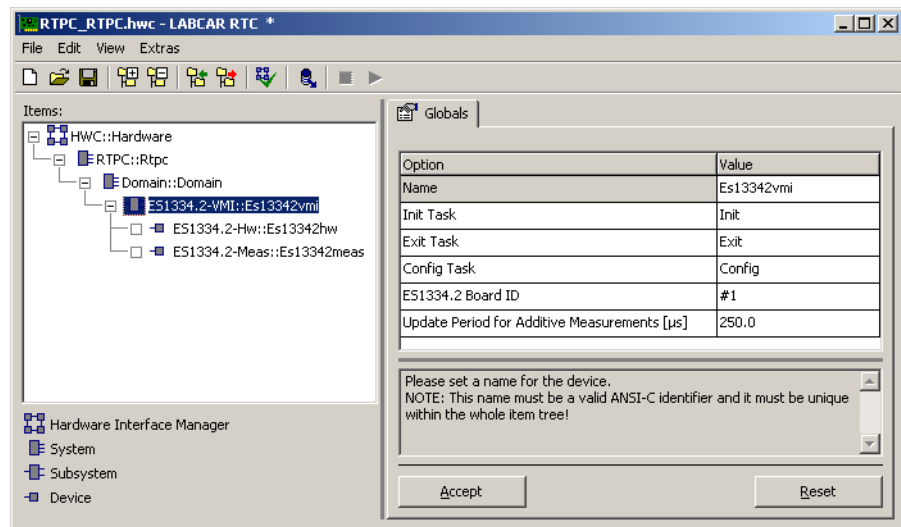 RTPC_RTPC.hwc - LABCAR RTC *
File Edit View Extras
Items:
HWC::Hardware
RTPC::Rtpc
Domain::Domain
ES1334.2-VMI::Es13342vmi
ES1334.2-Hw::Es13342hw
ES1334.2-Meas::Es13342meas
Hardware Interface Manager
System
Subsystem
Device
Globals
Option Value
Name Es13342vmi
Init Task Init
Exit Task Exit
Config Task Config
ES1334.2 Board ID #1
Update Period for Additive Measurements [µs] 250.0
Please set a name for the device.
NOTE: This name must be a valid ANSI-C identifier and it must be unique
within the whole item tree!
Accept Reset